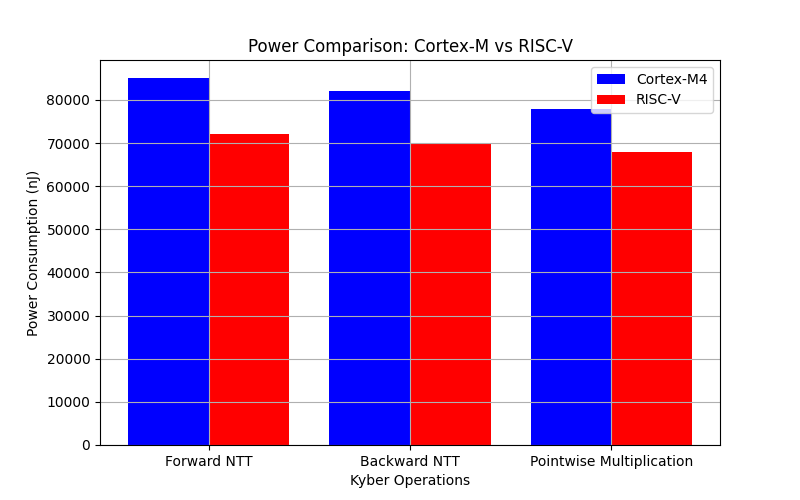 Power Comparison: Cortex-M vs RISC-V
Cortex-M4
RISC-V
Power Consumption (nJ)
80000
70000
60000
50000
40000
30000
20000
10000
0
Forward NTT
Backward NTT
Pointwise Multiplication
Kyber Operations